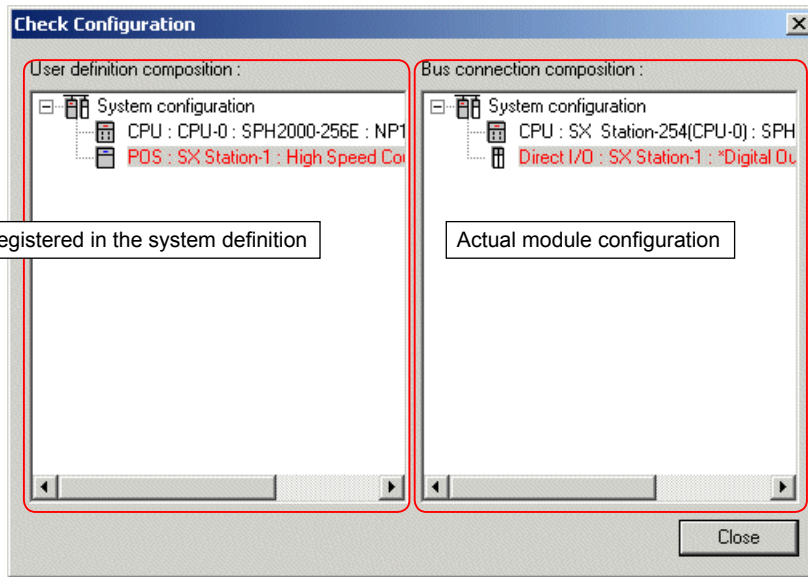 Check Configuration
User definition composition :
System configuration
CPU : CPU-0 : SPH2000-256E : NP1
POS : SX Station-1 : High Speed Cou
egistered in the system definition
Bus connection composition :
System configuration
CPU : SX Station-254(CPU-0) : SPH
Direct I/O : SX Station-1 : *Digital Ou
Actual module configuration
Close